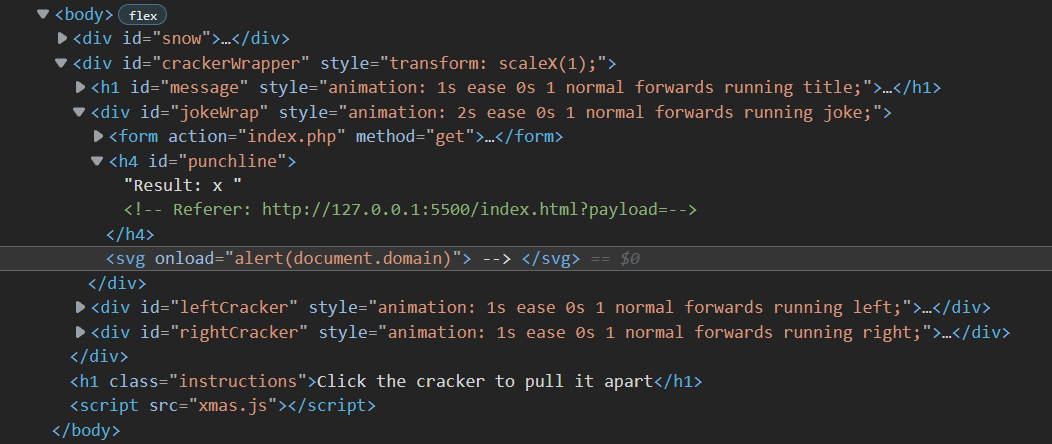 <body> flex
<div id="snow">…</div>
<div id="crackerWrapper" style="transform: scaleX(1);">
<h1 id="message" style="animation: 1s ease 0s 1 normal forwards running title;">…</h1>
<div id="jokeWrap" style="animation: 2s ease 0s 1 normal forwards running joke;">
<form action="index.php" method="get">…</form>
<h4 id="punchline">
"Result: x "
<!-- Referer: http://127.0.0.1:5500/index.html?payload=-->
</h4>
<svg onload="alert(document.domain)"> --> </svg> == $0
</div>
<div id="leftCracker" style="animation: 1s ease 0s 1 normal forwards running left;">…</div>
<div id="rightCracker" style="animation: 1s ease 0s 1 normal forwards running right;">…</div>
</div>
<h1 class="instructions">Click the cracker to pull it apart</h1>
<script src="xmas.js"></script>
</body>